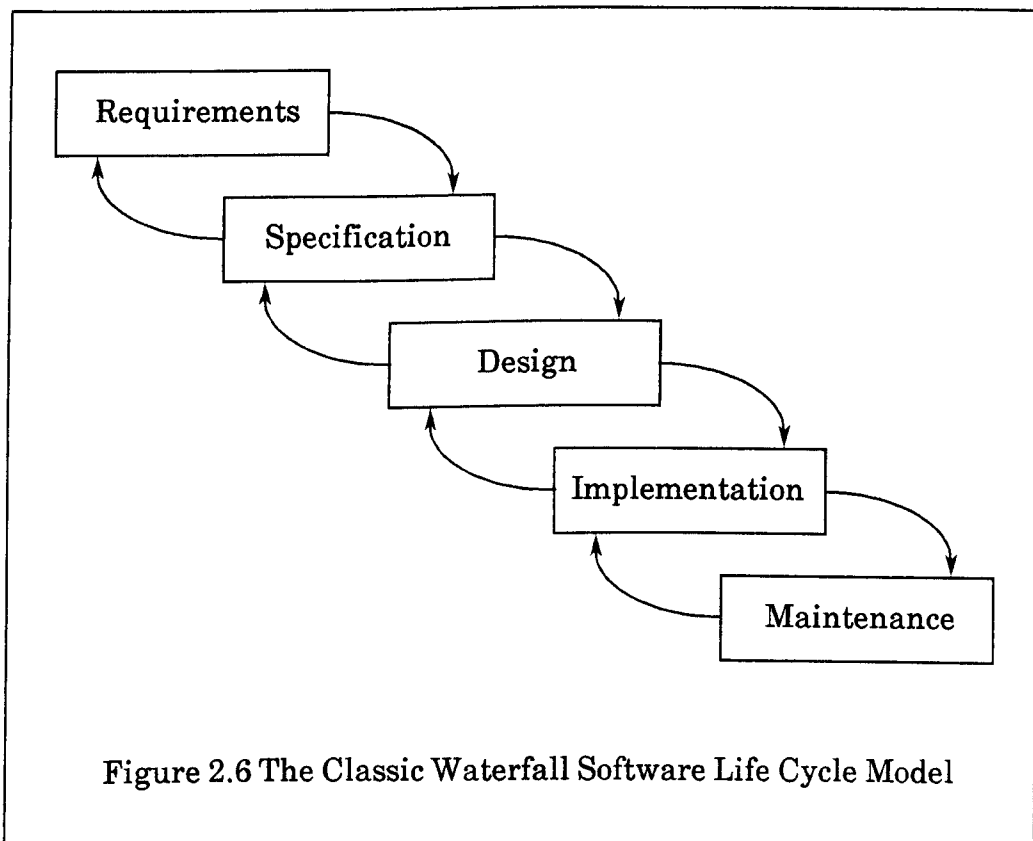 Requirements
Specification
Design
Implementation
Maintenance
Figure 2.6 The Classic Waterfall Software Life Cycle Model